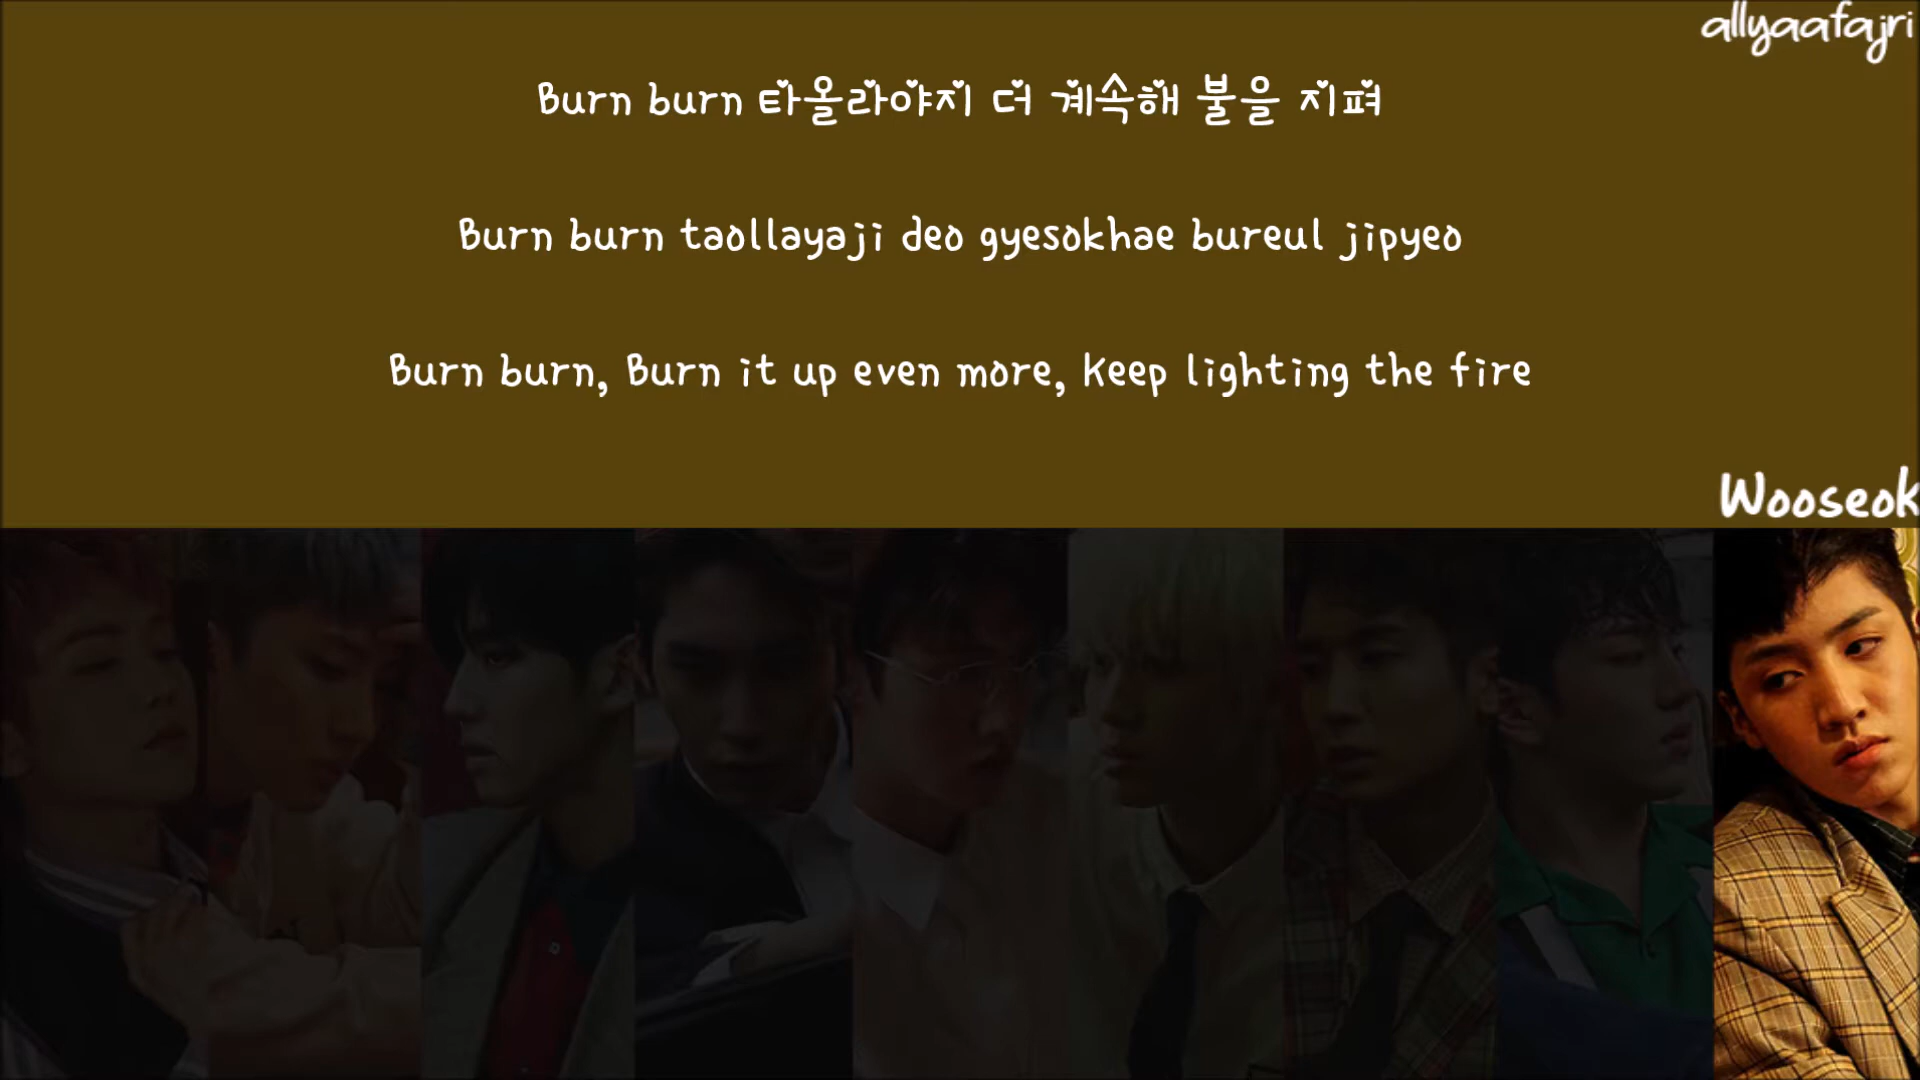 allyaafajri
Burn burn 타올라야지 더 계속해 불을 지펴
Burn burn taollayaji deo gyesokhae bureul jipyeo
Burn burn, Burn it up even more, keep lighting the fire
Wooseok